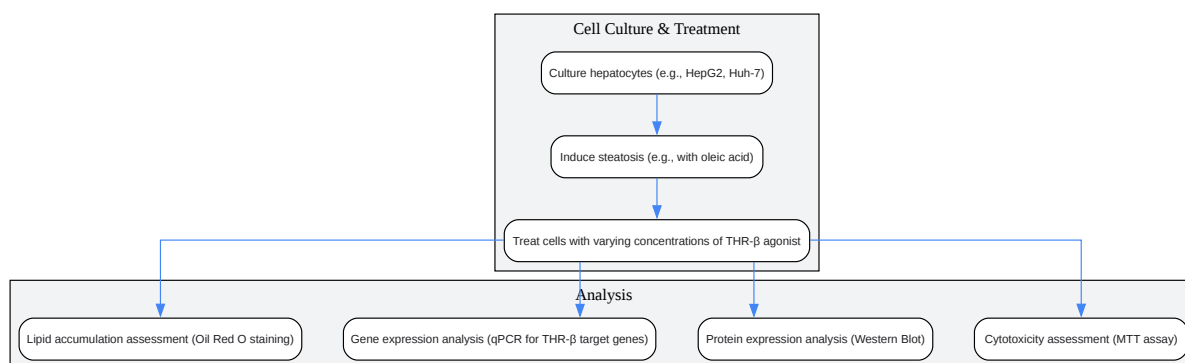 Cell Culture & Treatment
Culture hepatocytes (e.g., HepG2, Huh-7)
Induce steatosis (e.g., with oleic acid)
Treat cells with varying concentrations of THR-β agonist
Analysis
Lipid accumulation assessment (Oil Red O staining)
Gene expression analysis (qPCR for THR-β target genes)
Protein expression analysis (Western Blot)
Cytotoxicity assessment (MTT assay)